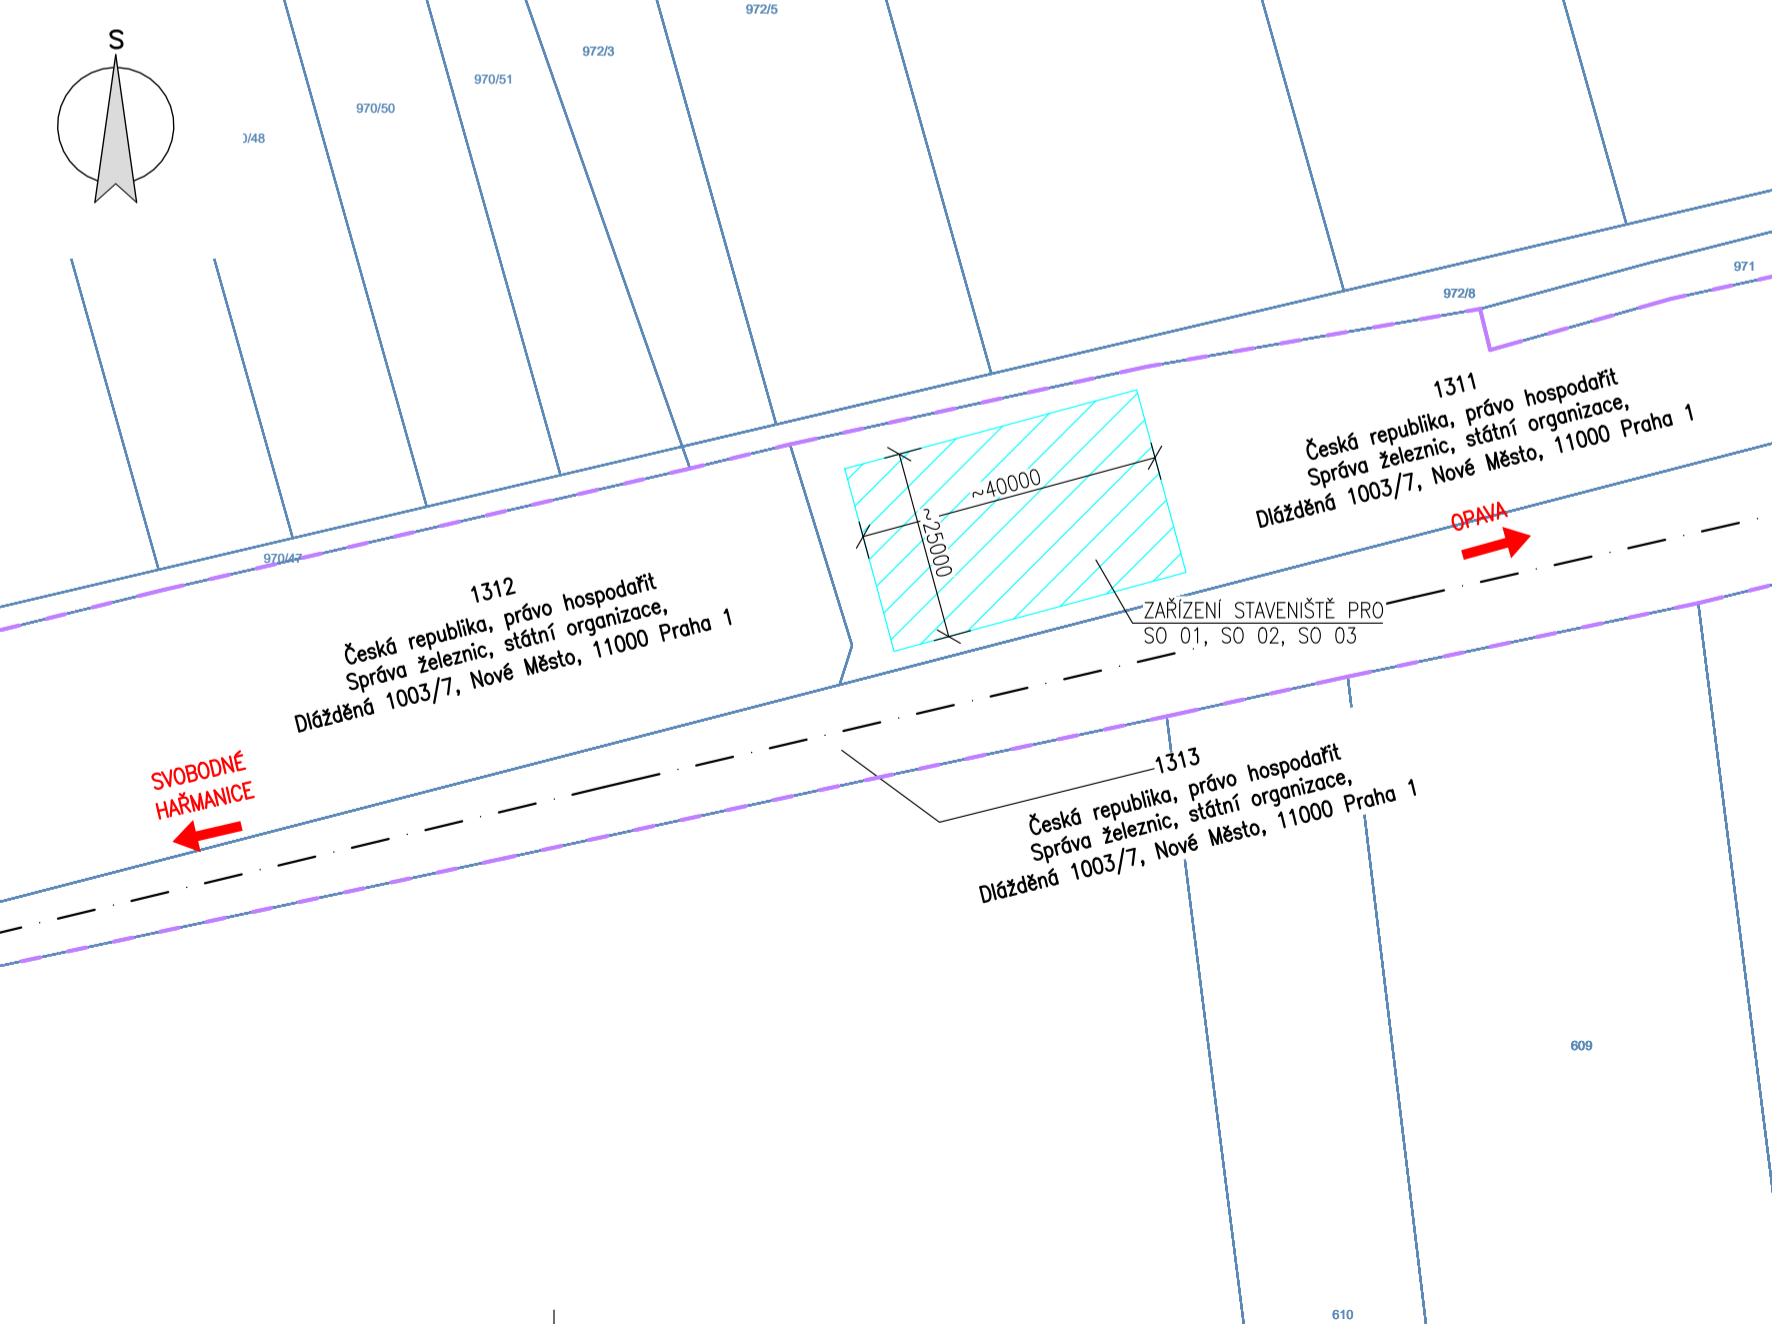 972/5
S
972/3
970/51
970/50
971
972/8
1311
Česká republika, právo hospodařit
Správa železnic, státní organizace,
Dlážděná 1003/7, Nové Město, 11000 Praha 1
~40000
~25000
OPAVA
970/47
1312
Česká republika, právo hospodařit
Správa železnic, státní organizace,
Dlážděná 1003/7, Nové Město, 11000 Praha 1
ZAŘÍZENÍ STAVENIŠTĚ PRO
SO 01, SO 02, SO 03
SVOBODNÉ
HAŘMANICE
1313
Česká republika, právo hospodařit
Správa železnic, státní organizace,
Dlážděná 1003/7, Nové Město, 11000 Praha 1
609
610